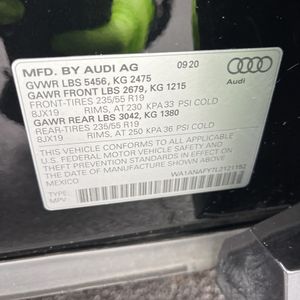 MFD. BY AUDI AG 09 20
GVWR LBS 5456, KG 2475
GAWR FRONT LBS 2679, KG 1215
FRONT-TIRES 235/55 R19
8JX19 RIMS, AT 230 KPA 33 PSI COLD
GAWR REAR LBS 3042, KG 1380
REAR-TIRES 235/55 R19
8JX19 RIMS, AT 250 KPA 36 PSI COLD
Audi
THIS VEHICLE CONFORMS TO ALL APPLICABLE
U.S. FEDERAL MOTOR VEHICLE SAFETY
STANDARDS IN EFFECT ON THE DATE OF
MANUFACTURE SHOWN ABOVE.
MEXICO
TYPE: MPV